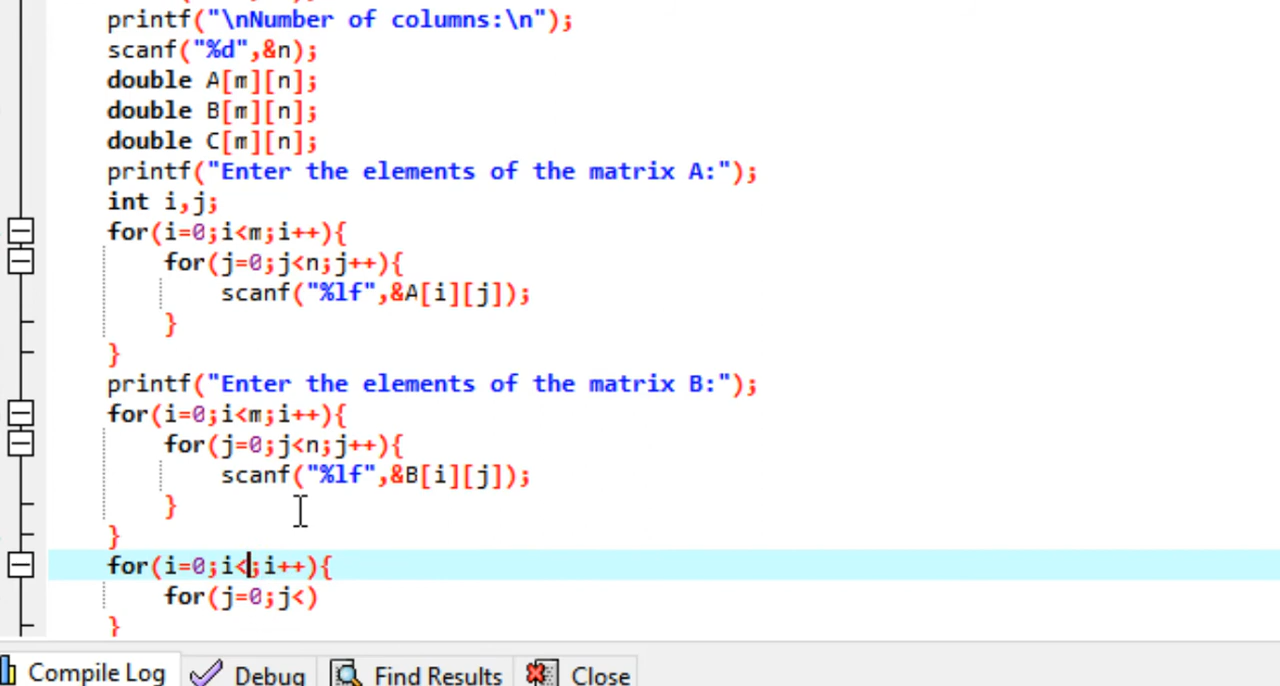 printf("\nNumber of columns:\n");
scanf("%d",&n);
double A[m][n];
double B[m][n];
double C[m][n];
printf("Enter the elements of the matrix A:");
int i,j;
for(i=0;i<m;i++){
for(j=0;j<n;j++){
scanf("%lf",&A[i][j]);
}
}
printf("Enter the elements of the matrix B:");
for(i=0;i<m;i++){
for(j=0;j<n;j++){
scanf("%lf",&B[i][j]);
}
}
for(i=0;i<;i++){
for(j=0;j<)
}
Compile Log Debug Find Results Close